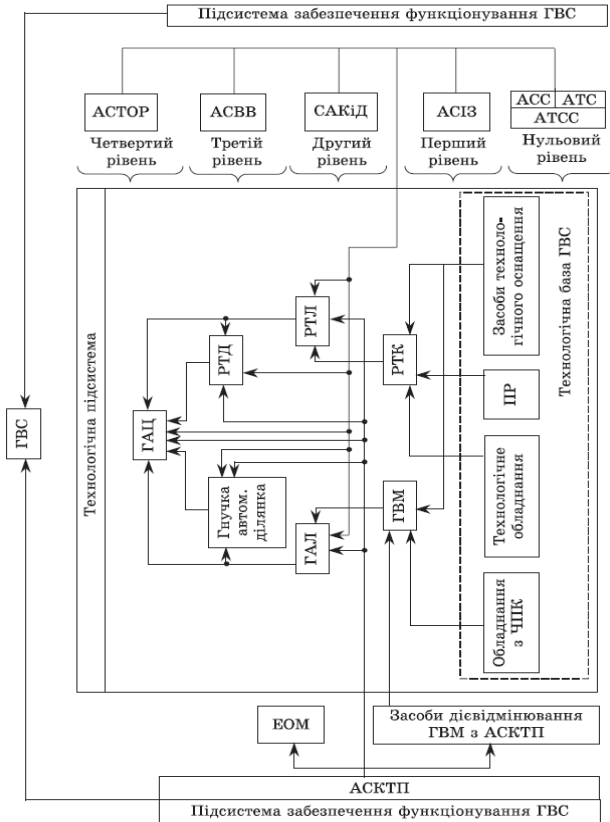 Підсистема забезпечення функціонування ГВС
АСТОР
АСВВ
САКіД
АСІЗ
АСС
АТС
АТСС
Четвертий
рівень
Третій
рівень
Другий
рівень
Перший
рівень
Нульовий
рівень
ГВС
Технологічна підсистема
ГАЦ
РТД
Гнучка
автом.
ділянка
РТЛ
ГАЛ
РТК
ГВМ
Засоби техноло-
гічного оснащення
ПР
Технологічне
обладнання
Обладнання
з ЧПК
Технологічна база ГВС
ЕОМ
Засоби дієвідмінювання
ГВМ з АСКТП
АСКТП
Підсистема забезпечення функціонування ГВС